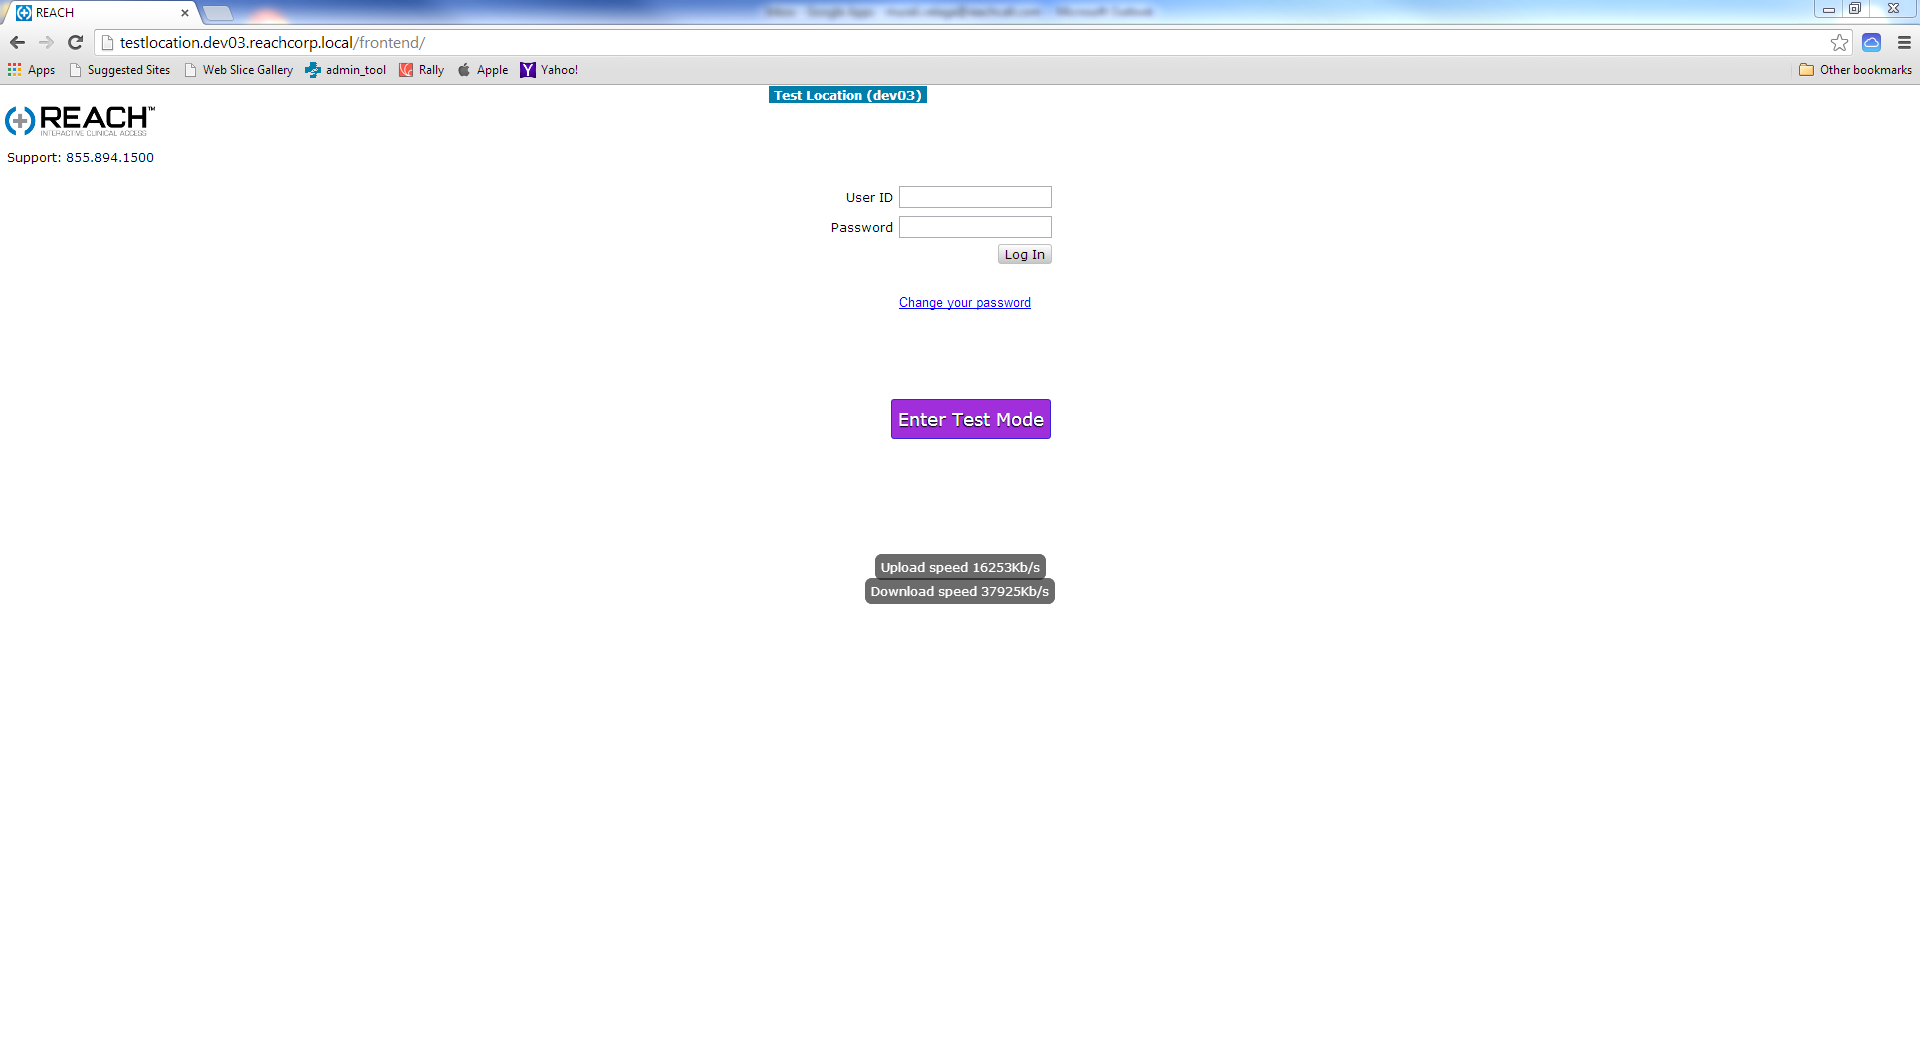 REACH
testlocation.dev03.reachcorp.local/frontend/
Apps Suggested Sites Web Slice Gallery admin_tool Rally Apple Yahoo! Other bookmarks
Test Location (dev03)
REACH™
INTERACTIVE CLINICAL ACCESS
Support: 855.894.1500
User ID
Password
Log In
Change your password
Enter Test Mode
Upload speed 16253Kb/s
Download speed 37925Kb/s